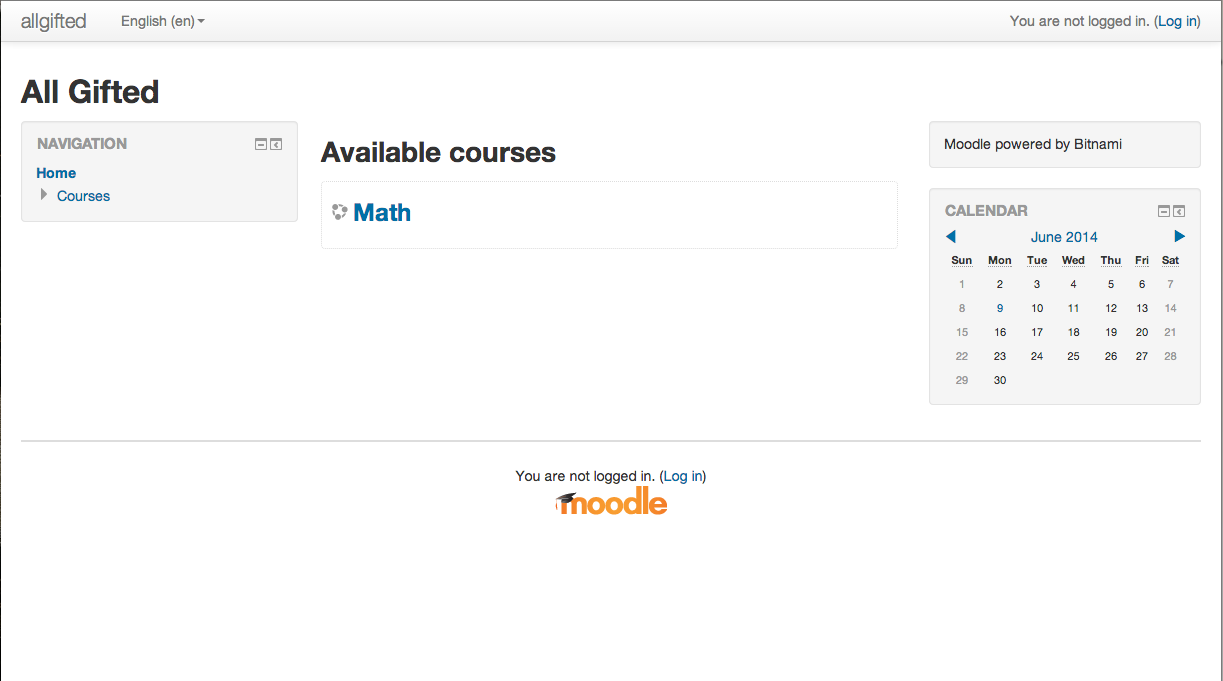 allgifted English (en) You are not logged in. (Log in)
All Gifted
NAVIGATION
Home
Courses
Available courses
Math
Moodle powered by Bitnami
CALENDAR
June 2014
Sun Mon Tue Wed Thu Fri Sat
1 2 3 4 5 6 7
8 9 10 11 12 13 14
15 16 17 18 19 20 21
22 23 24 25 26 27 28
29 30
You are not logged in. (Log in)
moodle